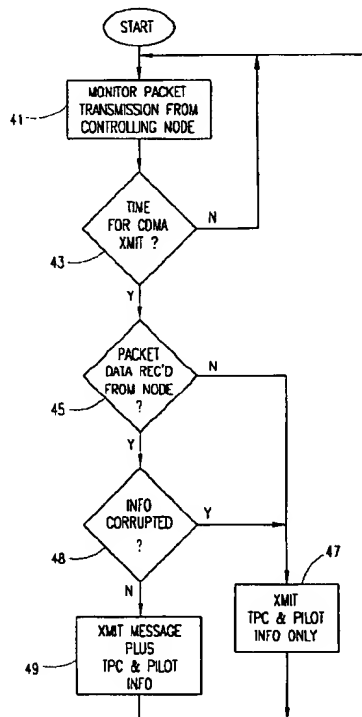 START
MONITOR PACKET
TRANSMISSION FROM
CONTROLLING NODE
41
TIME
FOR CDMA
XMIT ?
N
43
Y
PACKET
DATA REC'D
FROM NODE
?
N
45
Y
INFO
CORRUPTED
?
Y
48
47
N
XMIT
TPC & PILOT
INFO ONLY
XMIT MESSAGE
PLUS
TPC & PILOT
INFO
49